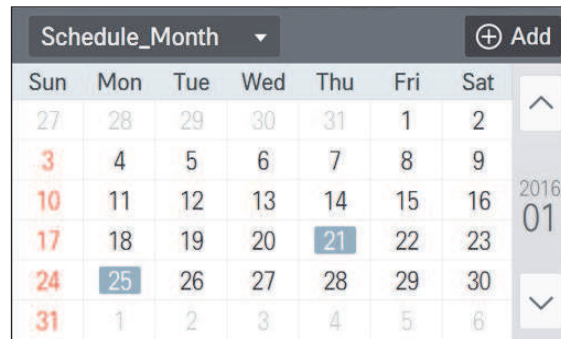 Schedule_Month Add
Sun Mon Tue Wed Thu Fri Sat
27 28 29 30 31 1 2
3 4 5 6 7 8 9
10 11 12 13 14 15 16
2016
01
17 18 19 20 21 22 23
24 25 26 27 28 29 30
31 1 2 3 4 5 6